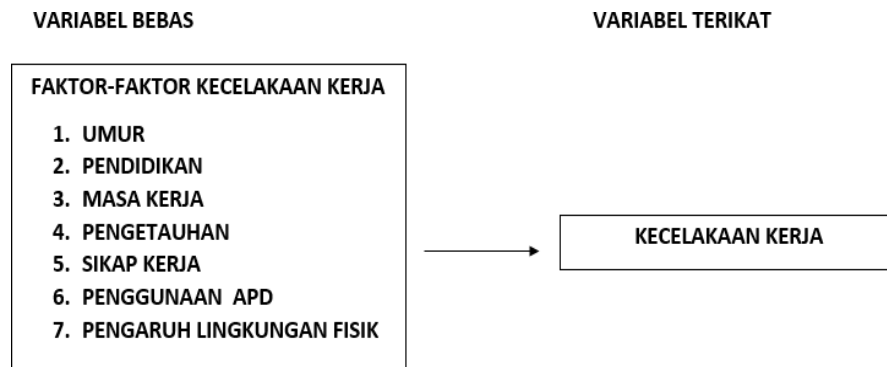 VARIABEL BEBAS
VARIABEL TERIKAT
FAKTOR-FAKTOR KECELAKAAN KERJA
1. UMUR
2. PENDIDIKAN
3. MASA KERJA
4. PENGETAUHAN
5. SIKAP KERJA
6. PENGGUNAAN APD
7. PENGARUH LINGKUNGAN FISIK
KECELAKAAN KERJA